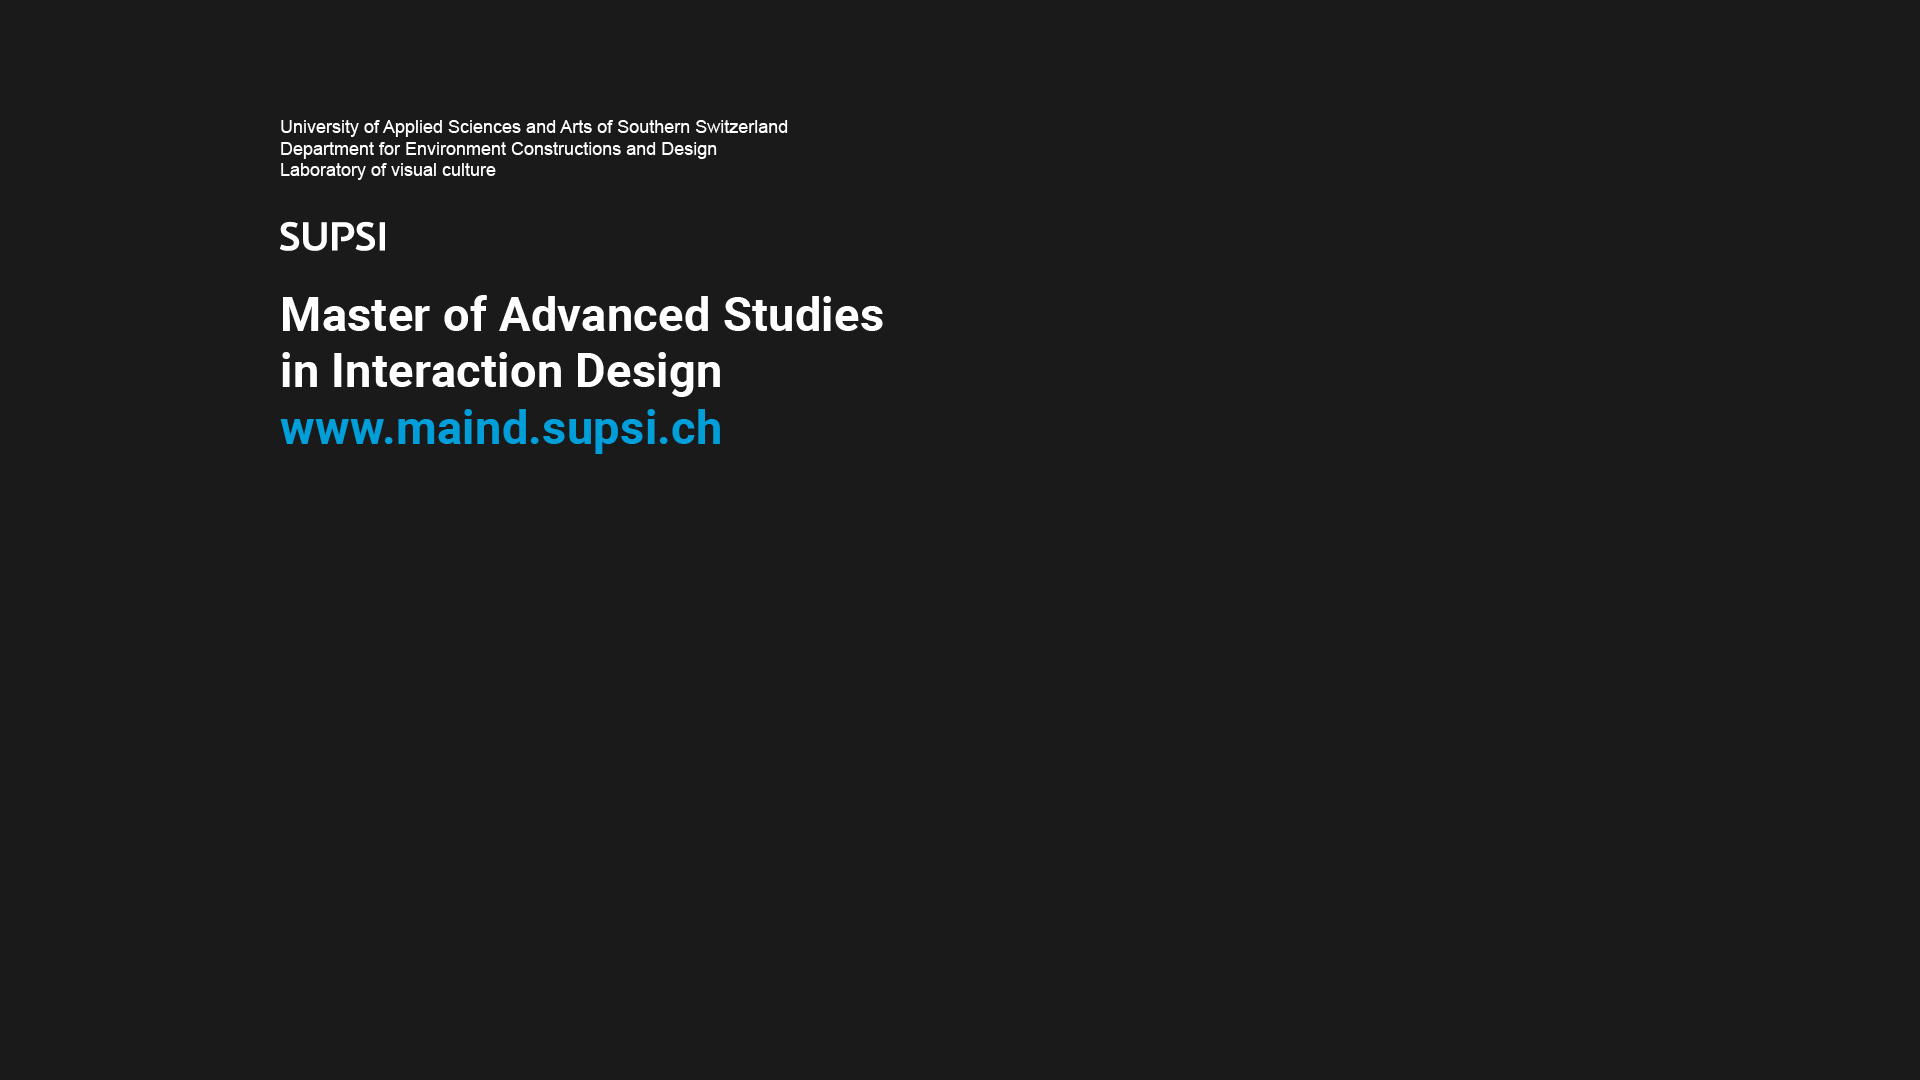 University of Applied Sciences and Arts of Southern Switzerland
Department for Environment Constructions and Design
Laboratory of visual culture
SUPSI
Master of Advanced Studies
in Interaction Design
www.maind.supsi.ch